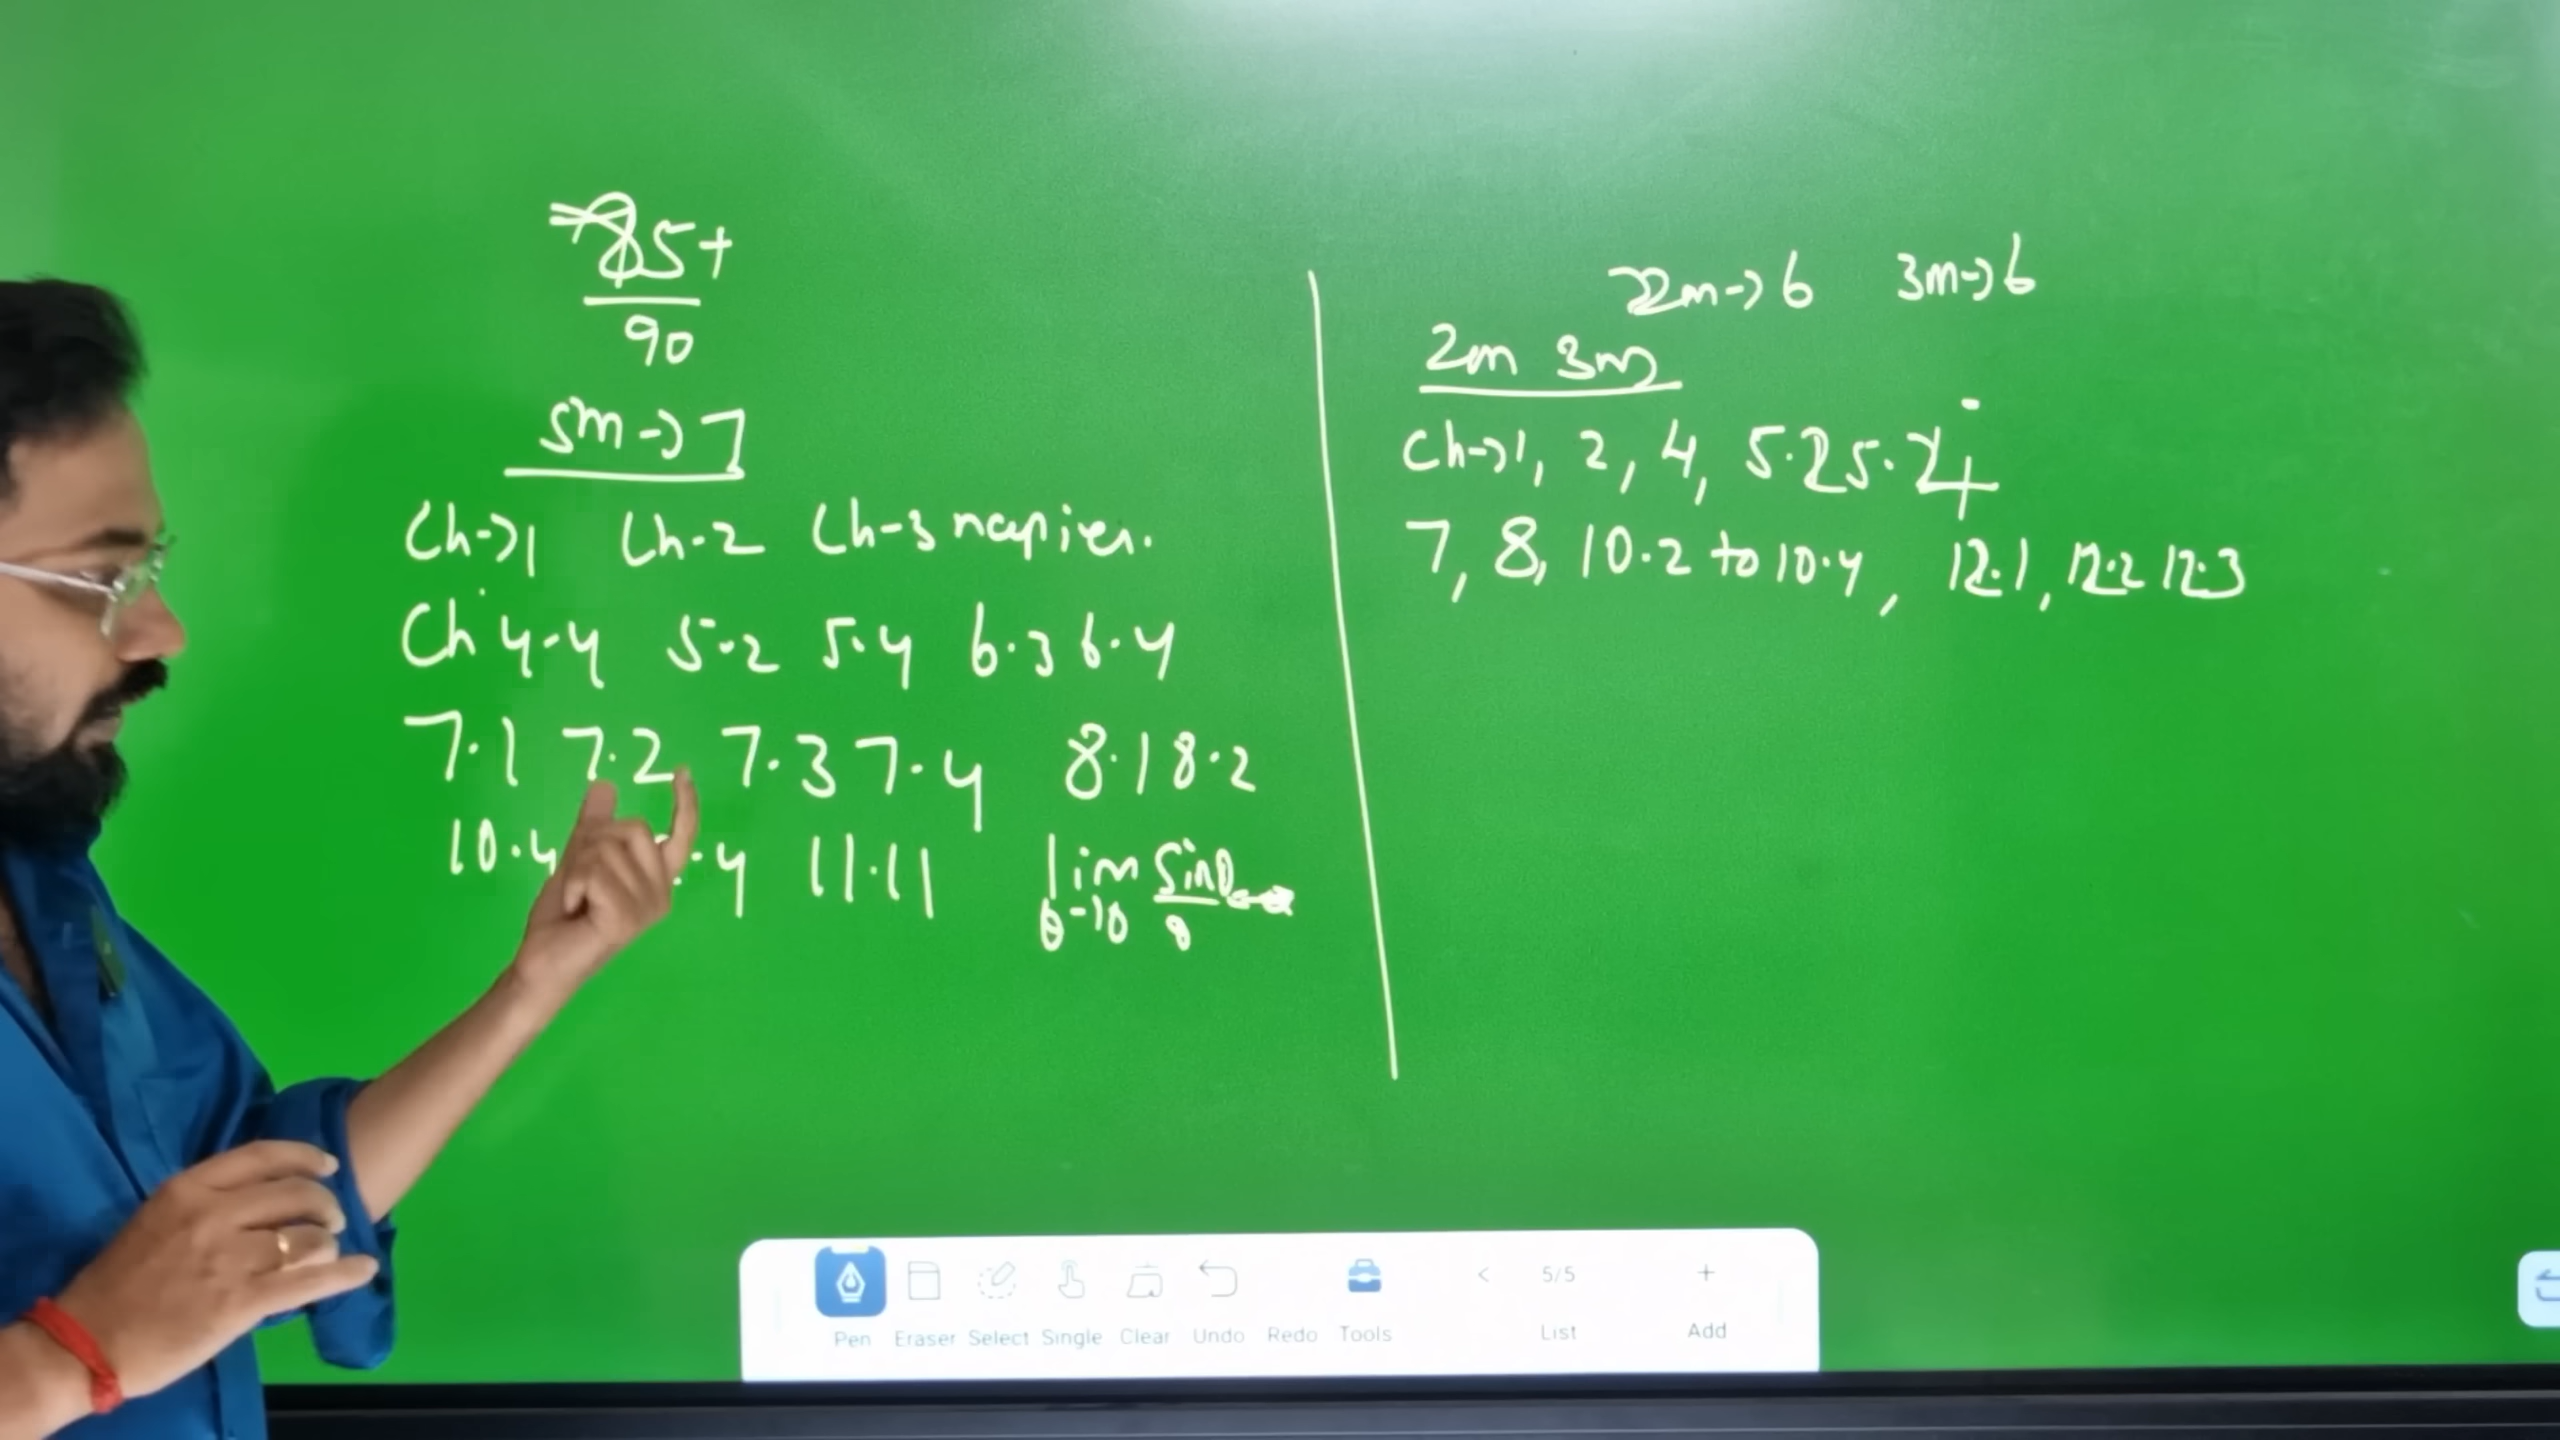 85+
90
5m→7
Ch→1 Ch-2 Ch-3 napier.
Ch 4.4 5.2 5.4 6.3 6.4
7.1 7.2 7.3 7.4 8.1 8.2
10.4 .4 11.11 lim θ→0 sinθ/θ
2m→6 3m→6
2m 3m
Ch→1, 2, 4, 5.2 5.4
7, 8, 10.2 to 10.4, 12.1, 12.2 12.3
Pen Eraser Select Single Clear Undo Redo Tools < 5/5 List + Add